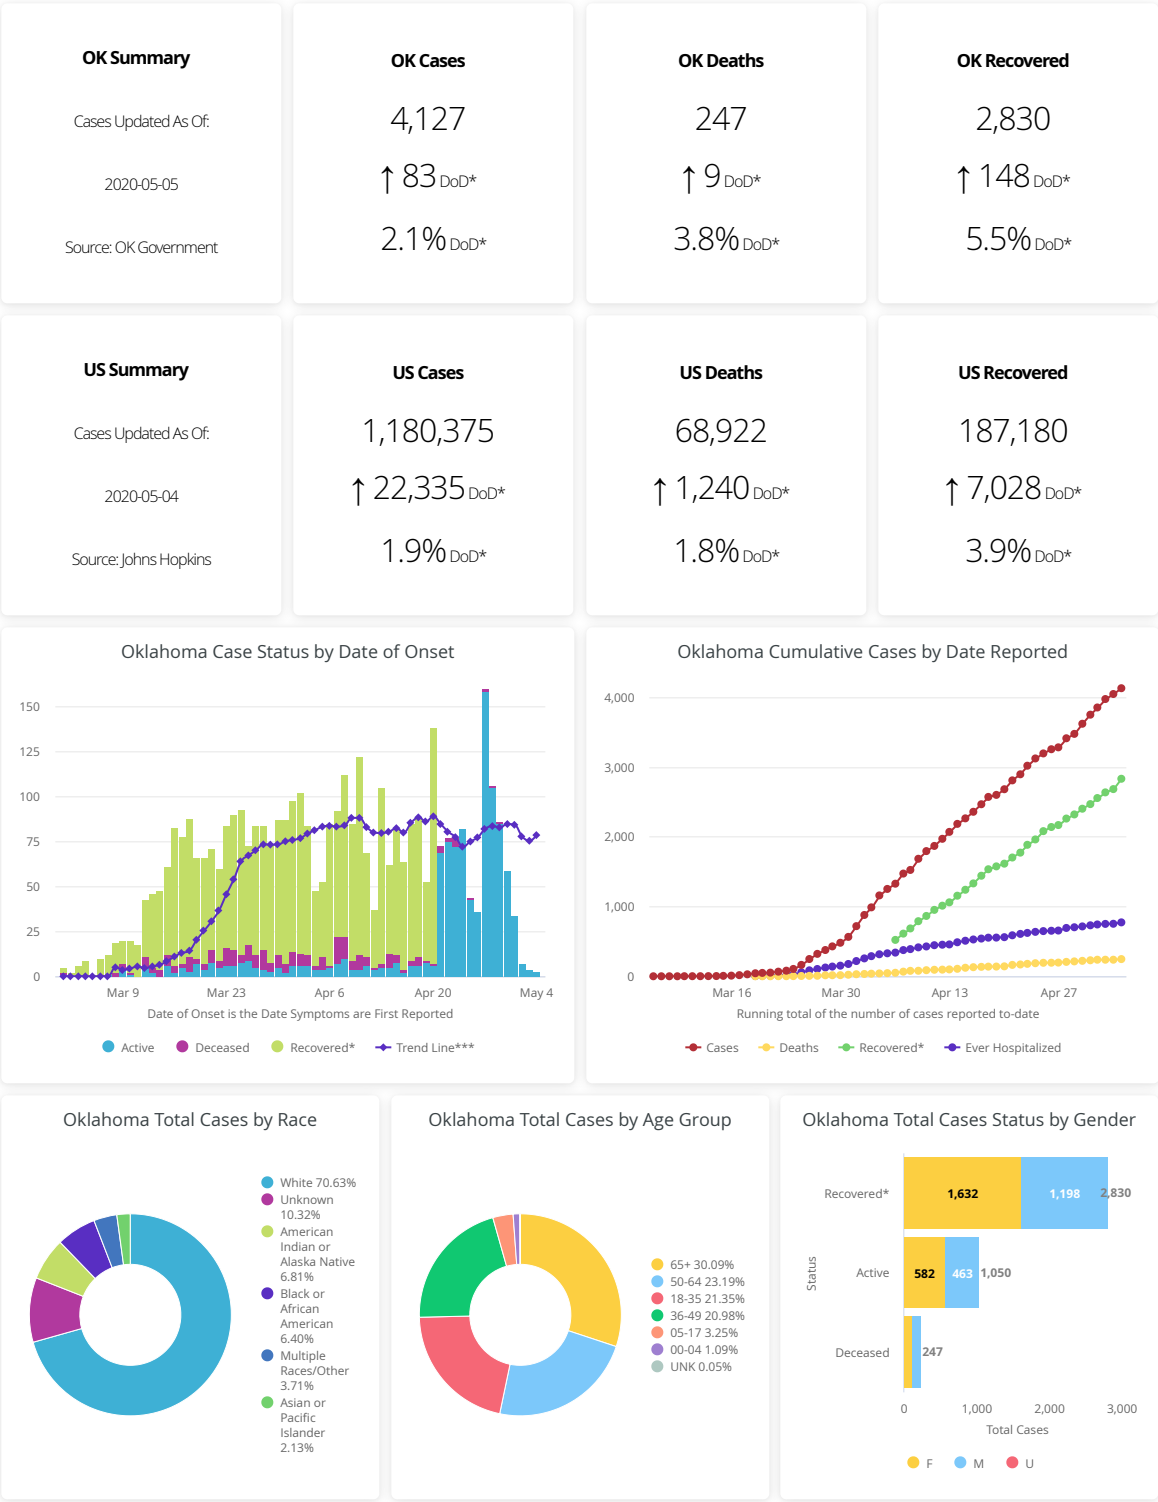 OK Summary
Cases Updated As Of:
2020-05-05
Source: OK Government
OK Cases
4,127
↑ 83 DoD*
2.1% DoD*
OK Deaths
247
↑ 9 DoD*
3.8% DoD*
OK Recovered
2,830
↑ 148 DoD*
5.5% DoD*
US Summary
Cases Updated As Of:
2020-05-04
Source: Johns Hopkins
US Cases
1,180,375
↑ 22,335 DoD*
1.9% DoD*
US Deaths
68,922
↑ 1,240 DoD*
1.8% DoD*
US Recovered
187,180
↑ 7,028 DoD*
3.9% DoD*
Oklahoma Case Status by Date of Onset
150
125
100
75
50
25
0
Mar 9 Mar 23 Apr 6 Apr 20 May 4
Date of Onset is the Date Symptoms are First Reported
Active Deceased Recovered* Trend Line***
Oklahoma Cumulative Cases by Date Reported
4,000
3,000
2,000
1,000
0
Mar 16 Mar 30 Apr 13 Apr 27
Running total of the number of cases reported to-date
Cases Deaths Recovered* Ever Hospitalized
Oklahoma Total Cases by Race
White 70.63%
Unknown
10.32%
American
Indian or
Alaska Native
6.81%
Black or
African
American
6.40%
Multiple
Races/Other
3.71%
Asian or
Pacific
Islander
2.13%
Oklahoma Total Cases by Age Group
65+ 30.09%
50-64 23.19%
18-35 21.35%
36-49 20.98%
05-17 3.25%
00-04 1.09%
UNK 0.05%
Oklahoma Total Cases Status by Gender
Status
Recovered* 1,632 1,198 2,830
Active 582 463 1,050
Deceased 247
0 1,000 2,000 3,000
Total Cases
F M U